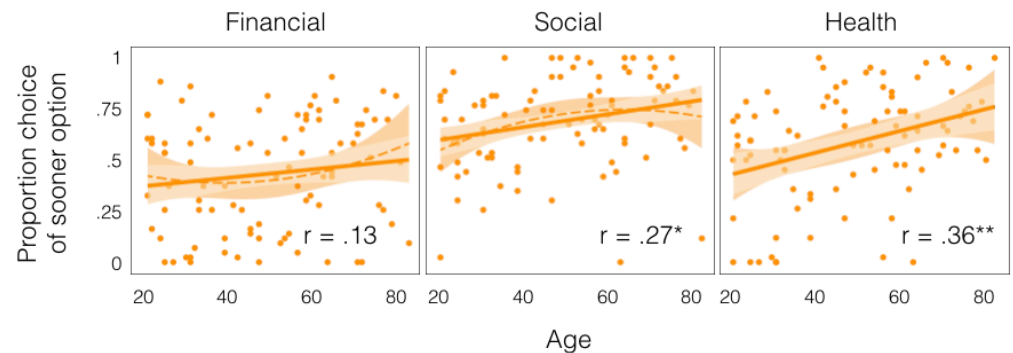 Financial
Social
Health
Proportion choice
of sooner option
1
.75
.5
.25
0
r = .13
r = .27*
r = .36**
20 40 60 80
20 40 60 80
20 40 60 80
Age